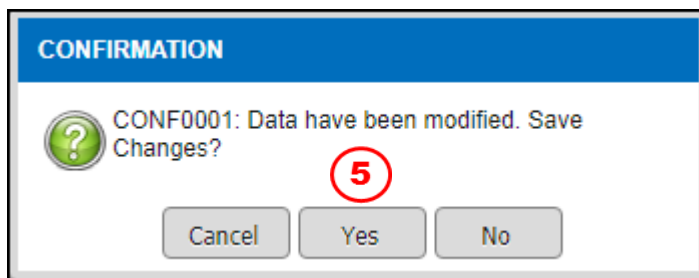 CONFIRMATION
CONF0001: Data have been modified. Save
Changes?
5
Cancel Yes No